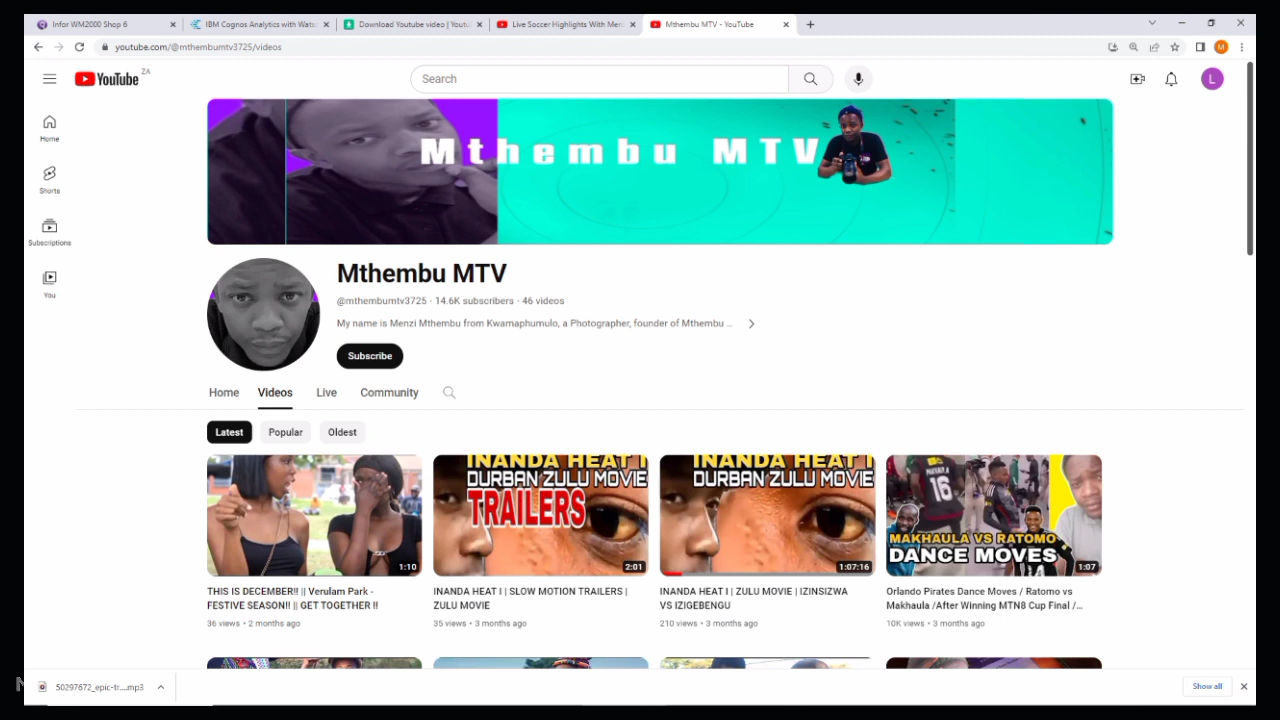 Infor WM2000 Shop 6
IBM Cognos Analytics with Wats
Download Youtube video | Youtu
Live Soccer Highlights With Men
Mthembu MTV - YouTube
youtube.com/@mthembumtv3725/videos
M
YouTube ZA
Search
L
Home
Shorts
Subscriptions
You
Mthembu MTV
Mthembu MTV
@mthembumtv3725 · 14.6K subscribers · 46 videos
My name is Menzi Mthembu from Kwamaphumulo, a Photographer, founder of Mthembu ...
Subscribe
Home Videos Live Community
Latest Popular Oldest
1:10
INANDA HEAT I
DURBAN ZULU MOVIE
TRAILERS
2:01
INANDA HEAT I
DURBAN ZULU MOVIE
1:07:16
16
MAKHAULA VS RATOMO
DANCE MOVES
1:07
THIS IS DECEMBER!! || Verulam Park -
FESTIVE SEASON!! || GET TOGETHER !!
36 views • 2 months ago
INANDA HEAT I | SLOW MOTION TRAILERS |
ZULU MOVIE
35 views • 3 months ago
INANDA HEAT I | ZULU MOVIE | IZINSIZWA
VS IZIGEBENGU
210 views • 3 months ago
Orlando Pirates Dance Moves / Ratomo vs
Makhaula /After Winning MTN8 Cup Final /...
10K views • 3 months ago
50297672_epic-tr....mp3
Show all